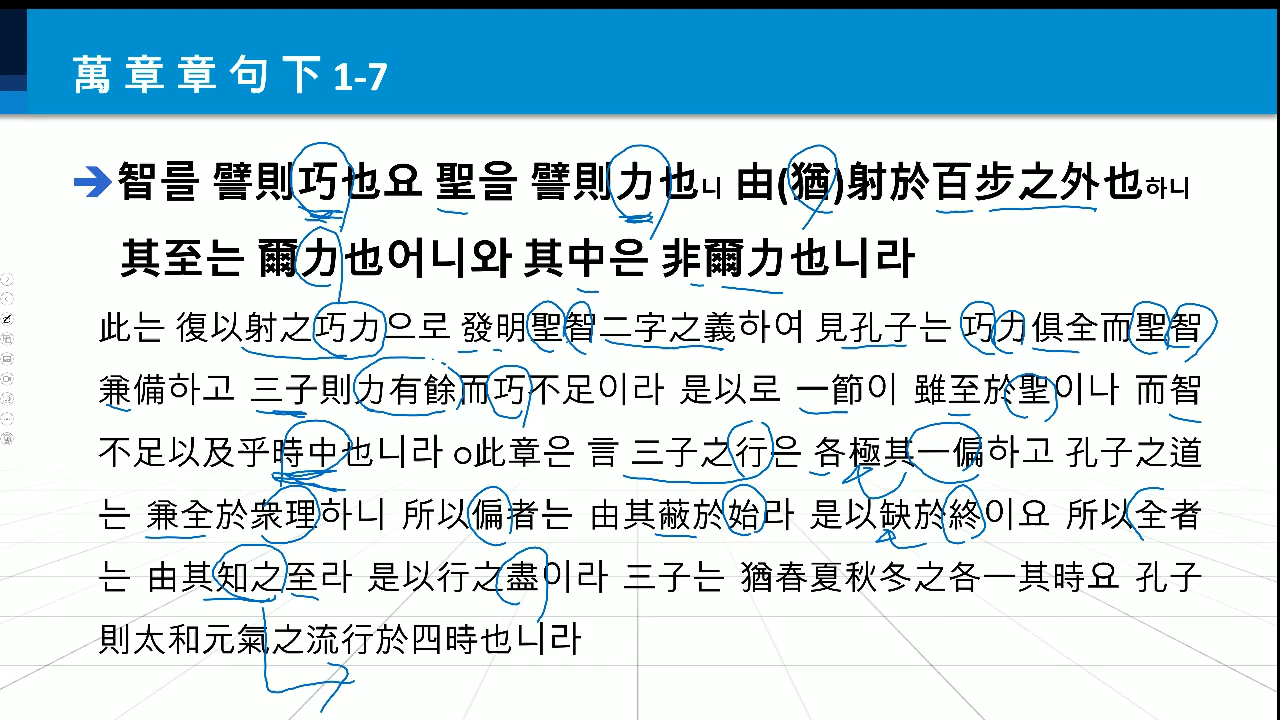 萬章章句下 1-7
智를 譬則巧也요 聖을 譬則力也니 由(猶)射於百步之外也하니
其至는 爾力也어니와 其中은 非爾力也니라
此는 復以射之巧力으로 發明聖智二字之義하여 見孔子는 巧力俱全而聖智
兼備하고 三子則力有餘而巧不足이라 是以로 一節이 雖至於聖이나 而智
不足以及乎時中也니라 o此章은 言 三子之行은 各極其一偏하고 孔子之道
는 兼全於衆理하니 所以偏者는 由其蔽於始라 是以缺於終이요 所以全者
는 由其知之至라 是以行之盡이라 三子는 猶春夏秋冬之各一其時요 孔子
則太和元氣之流行於四時也니라